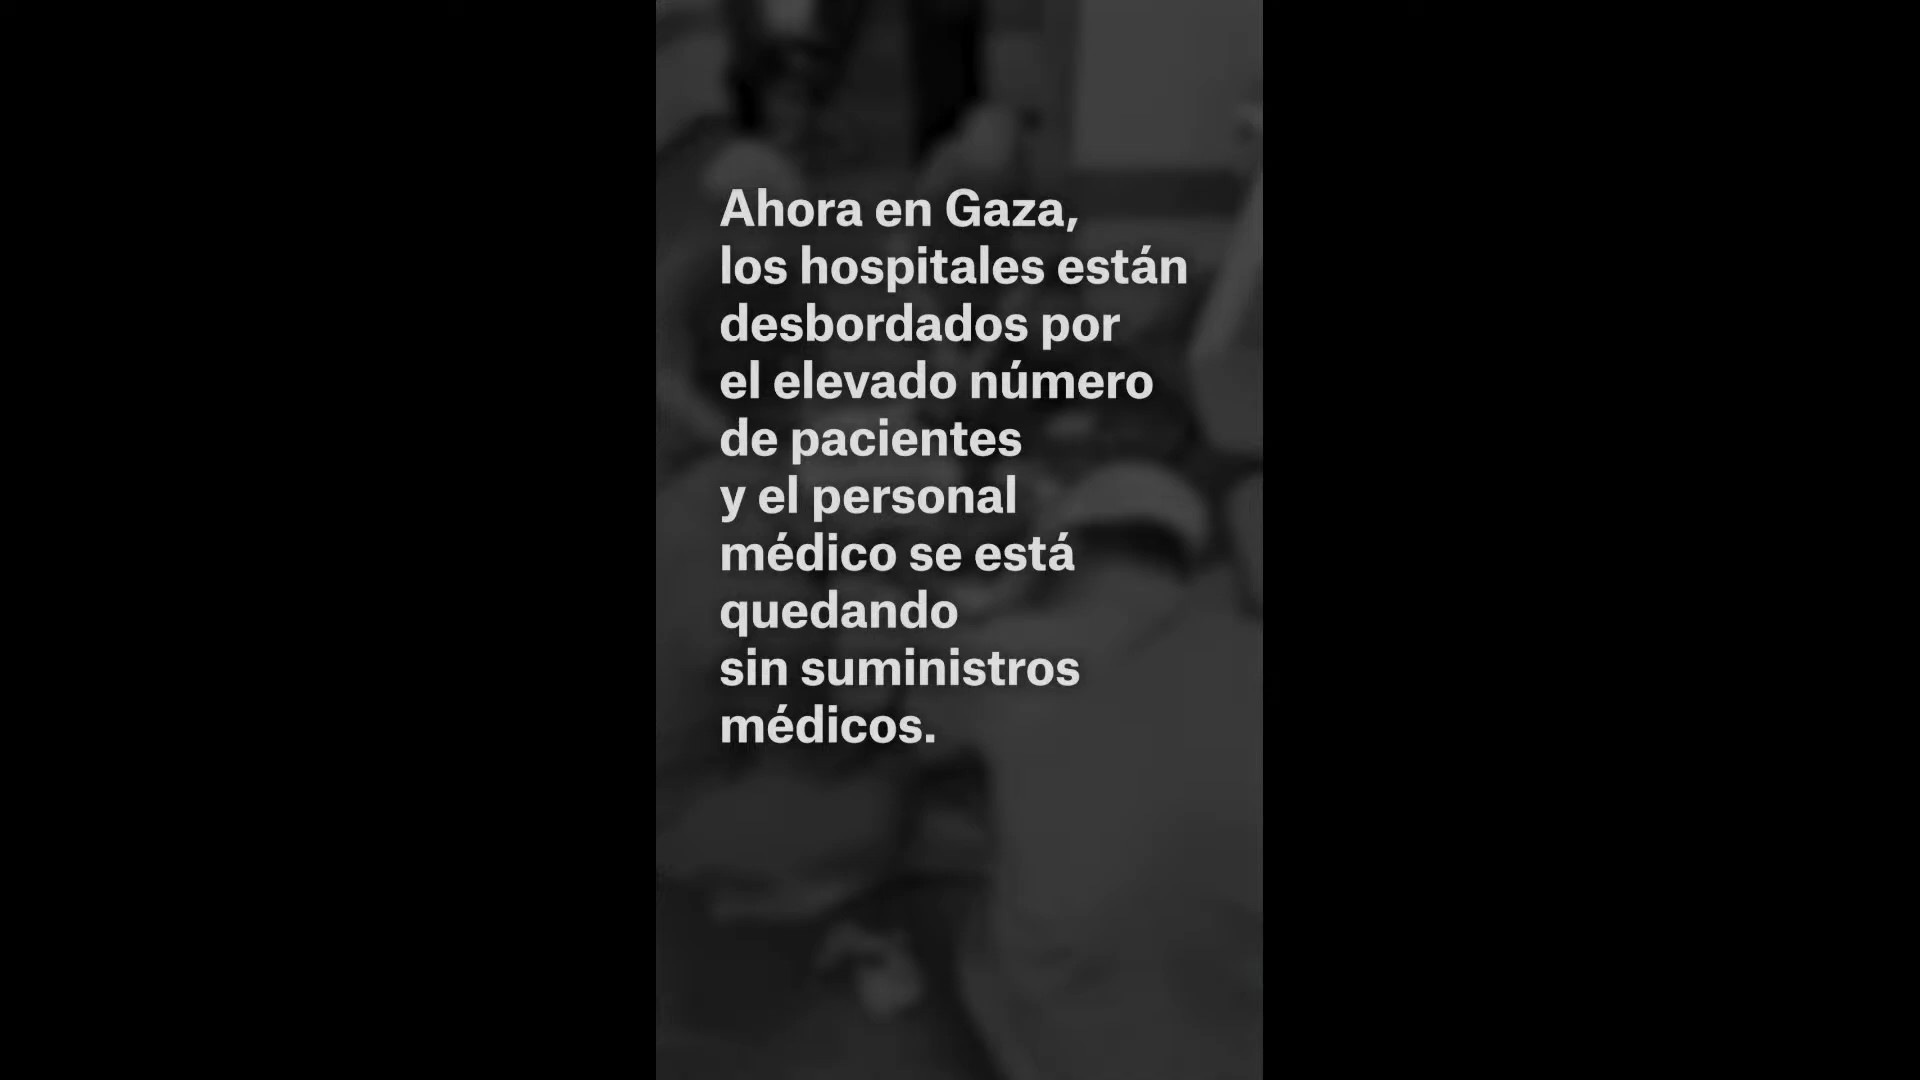 Ahora en Gaza,
los hospitales están
desbordados por
el elevado número
de pacientes
y el personal
médico se está
quedando
sin suministros
médicos.